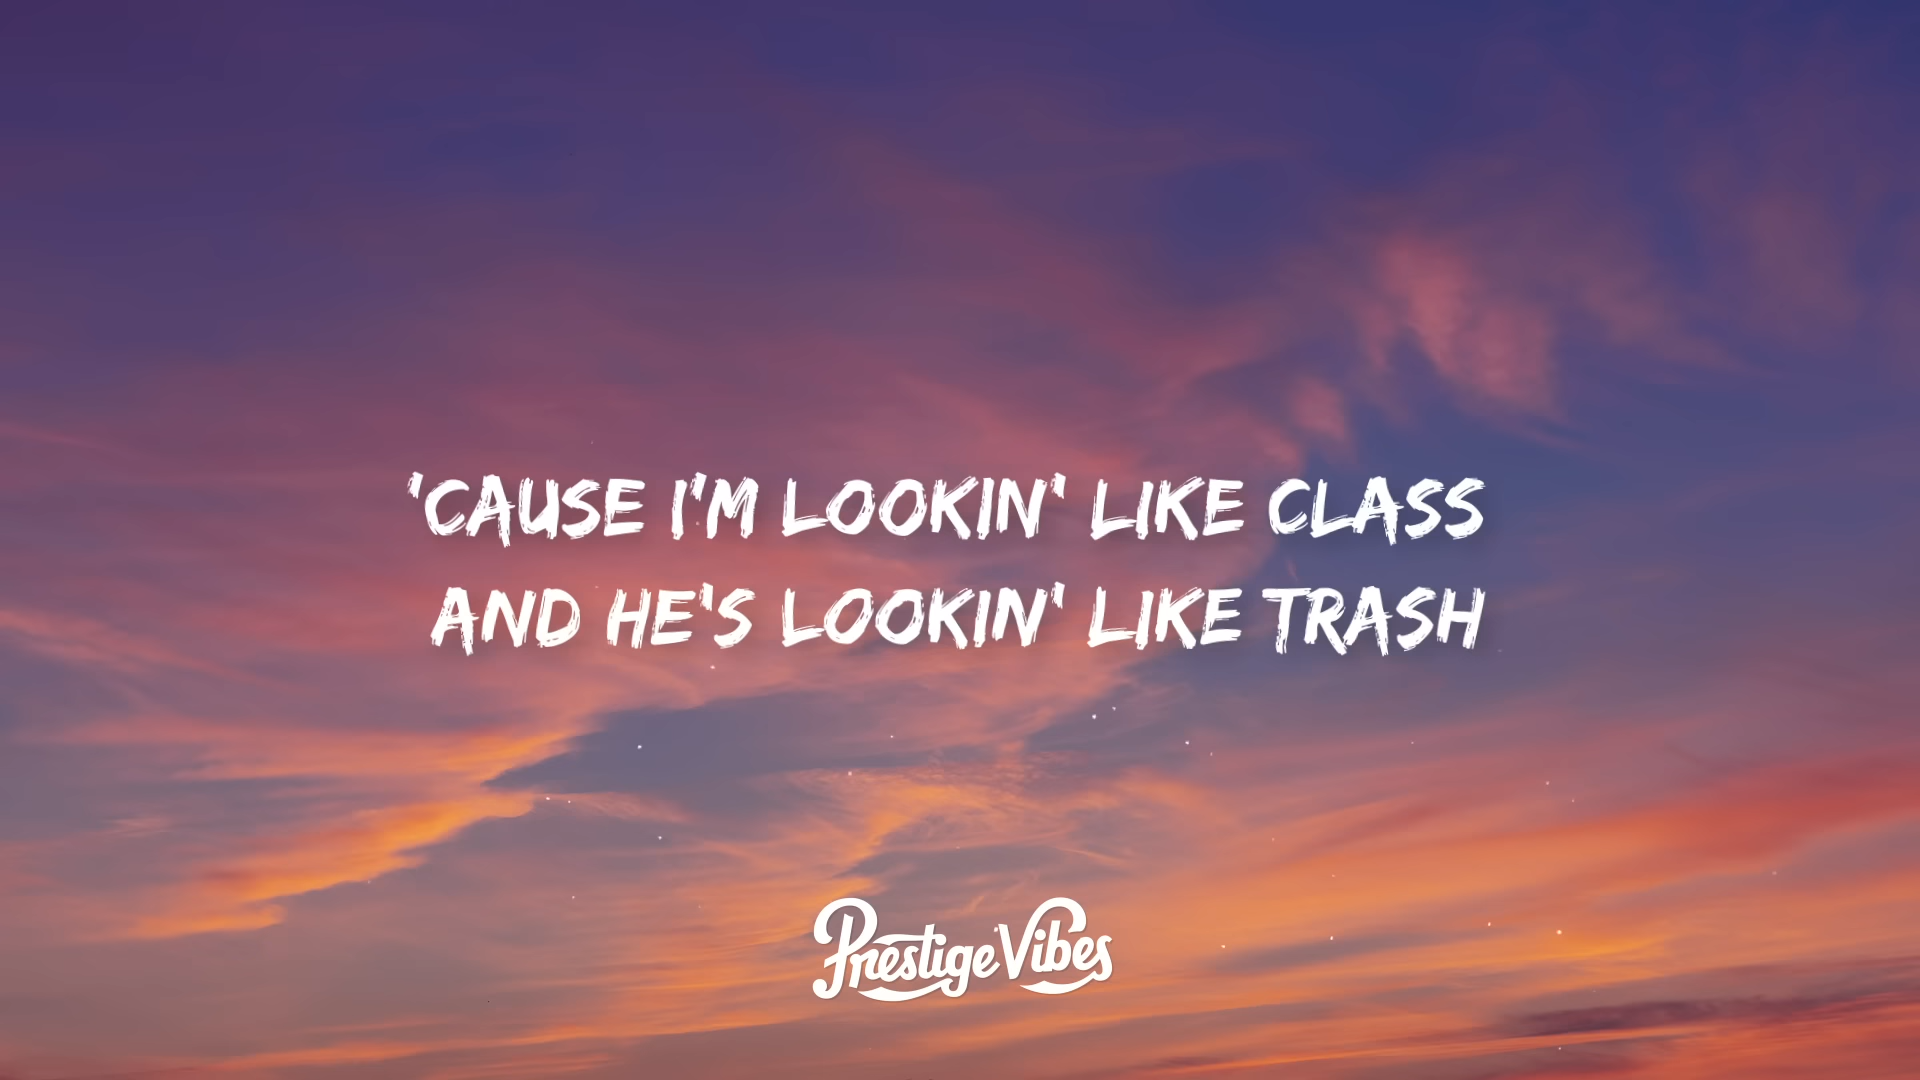 'CAUSE I'M LOOKIN' LIKE CLASS
AND HE'S LOOKIN' LIKE TRASH
Prestige Vibes